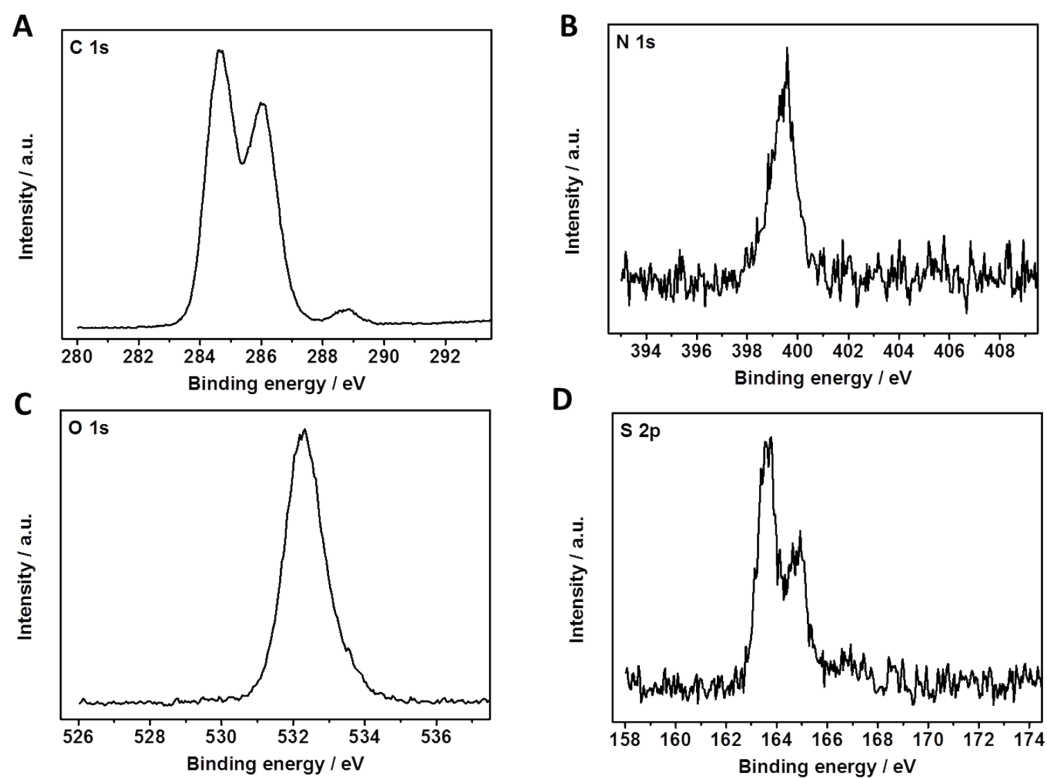 A
C 1s
Intensity / a.u.
280 282 284 286 288 290 292
Binding energy / eV
B
N 1s
Intensity / a.u.
394 396 398 400 402 404 406 408
Binding energy / eV
C
O 1s
Intensity / a.u.
526 528 530 532 534 536
Binding energy / eV
D
S 2p
Intensity / a.u.
158 160 162 164 166 168 170 172 174
Binding energy / eV